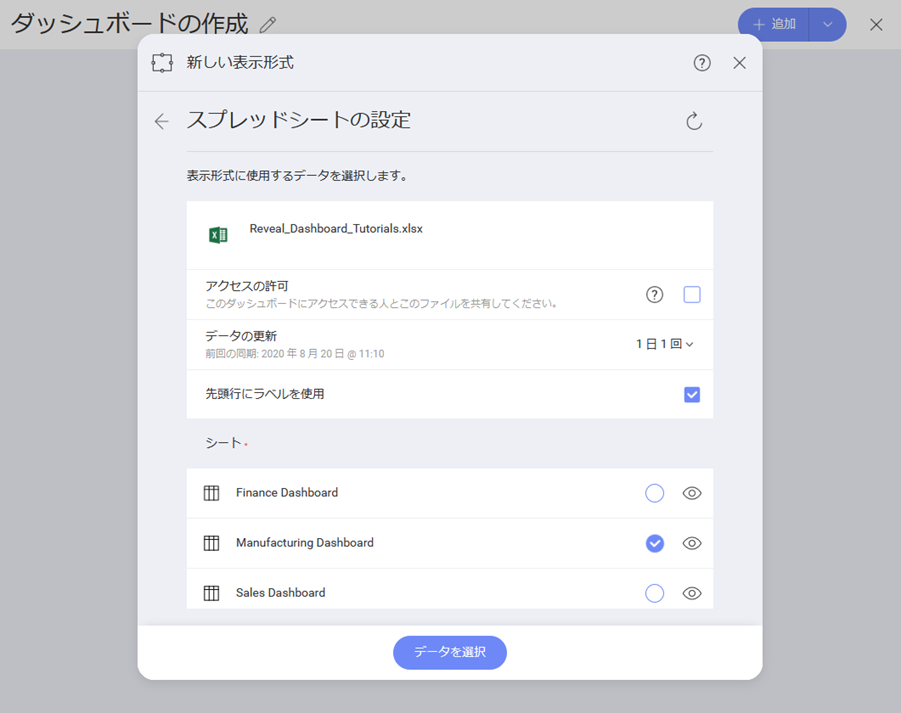 ダッシュボードの作成
+ 追加
新しい表示形式
スプレッドシートの設定
表示形式に使用するデータを選択します。
Reveal_Dashboard_Tutorials.xlsx
アクセスの許可
このダッシュボードにアクセスできる人とこのファイルを共有してください。
データの更新
前回の同期: 2020 年 8 月 20 日 @ 11:10
1 日 1 回
先頭行にラベルを使用
シート *
Finance Dashboard
Manufacturing Dashboard
Sales Dashboard
データを選択